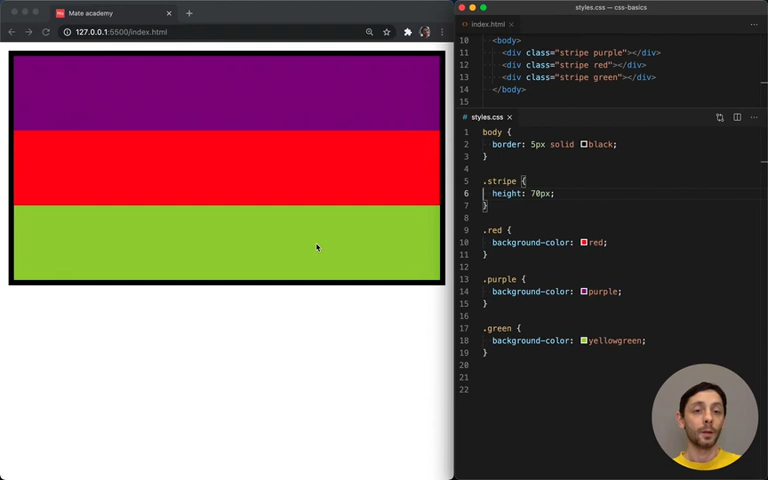 Mate academy
127.0.0.1:5500/index.html
styles.css — css-basics
index.html
10 <body>
11 <div class="stripe purple"></div>
12 <div class="stripe red"></div>
13 <div class="stripe green"></div>
14 </body>
15
# styles.css
1 body {
2 border: 5px solid black;
3 }
4
5 .stripe {
6 height: 70px;
7 }
8
9 .red {
10 background-color: red;
11 }
12
13 .purple {
14 background-color: purple;
15 }
16
17 .green {
18 background-color: yellowgreen;
19 }
20
21
22